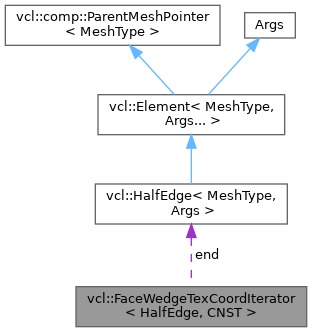 vcl::comp::ParentMeshPointer
< MeshType >
Args
vcl::Element< MeshType,
Args... >
vcl::HalfEdge< MeshType,
Args >
end
vcl::FaceWedgeTexCoordIterator
< HalfEdge, CNST >